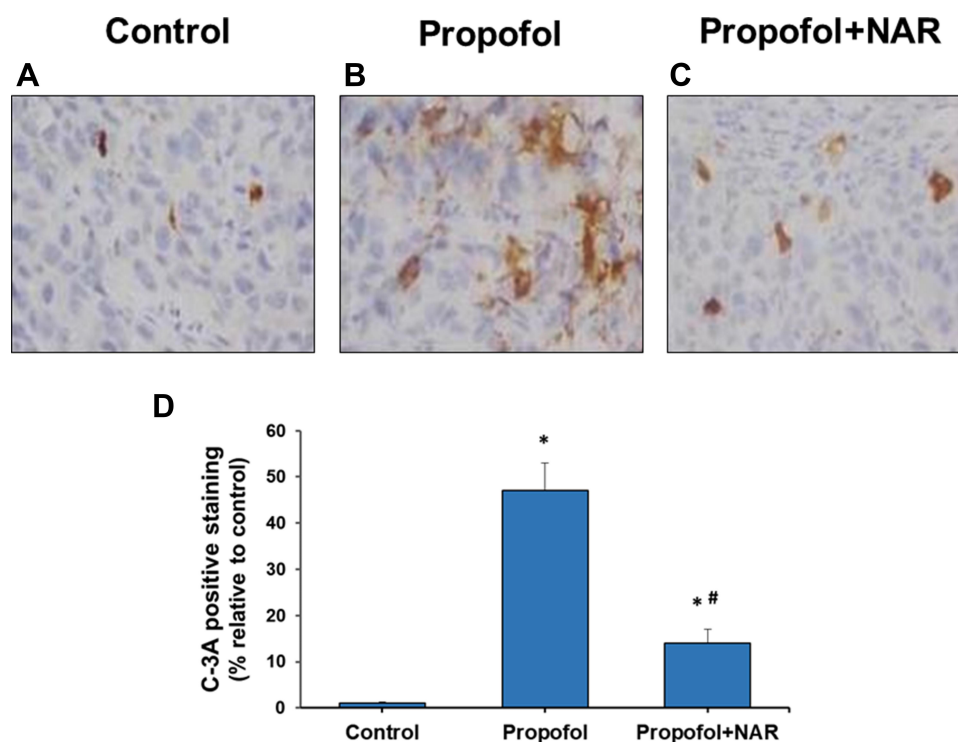 Control Propofol Propofol+NAR
A B C
D
C-3A positive staining
(% relative to control)
60
50
40
30
20
10
0
*
* #
Control Propofol Propofol+NAR